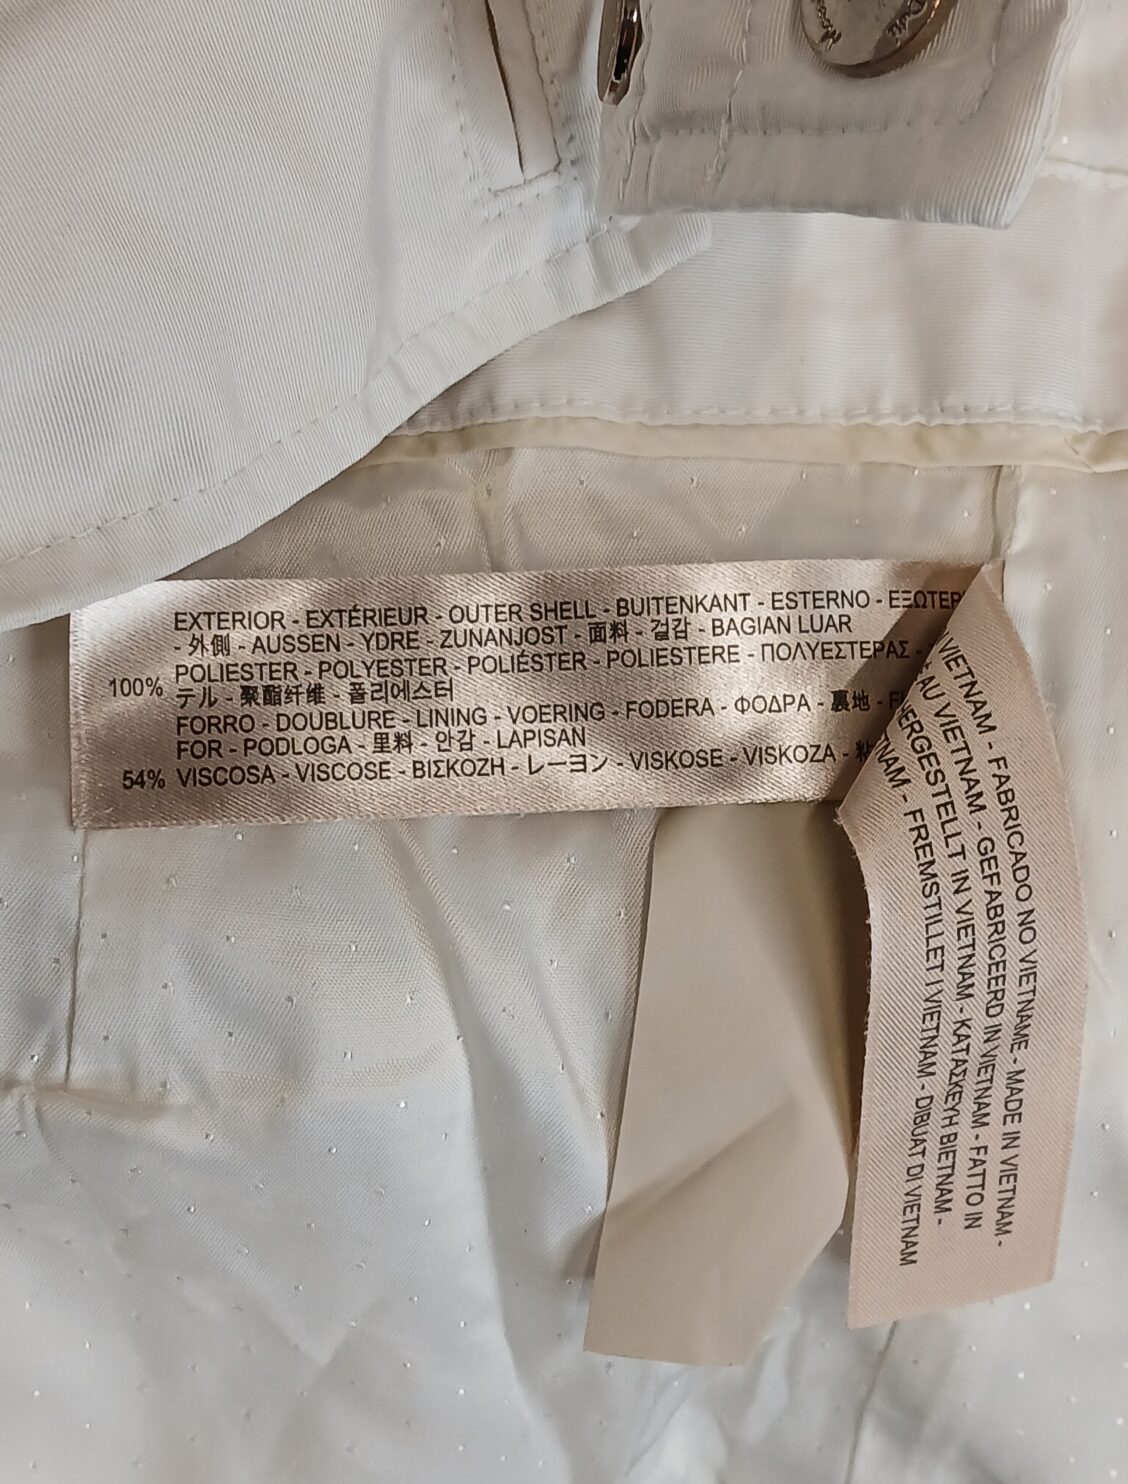 EXTERIOR - EXTÉRIEUR - OUTER SHELL - BUITENKANT - ESTERNO - ΕΞΩΤΕΡ
- 外側 - AUSSEN - YDRE - ZUNANJOST - 面料 - 겉감 - BAGIAN LUAR
100% POLIESTER - POLYESTER - POLIÉSTER - POLIESTERE - ΠΟΛΥΕΣΤΕΡΑΣ -
テル - 聚酯纤维 - 폴리에스터
FORRO - DOUBLURE - LINING - VOERING - FODERA - ΦΟΔΡΑ - 裏地 - F
FOR - PODLOGA - 里料 - 안감 - LAPISAN
54% VISCOSA - VISCOSE - ΒΙΣΚΟΖΗ - レーヨン - VISKOSE - VISKOZA - 粘
VIETNAM - FABRICADO NO VIETNAME - MADE IN VIETNAM -
AU VIETNAM - GEFABRICEERD IN VIETNAM - FATTO IN
HERGESTELLT IN VIETNAM - ΚΑΤΑΣΚΕΥΗ ΒΙΕΤΝΑΜ -
NAM - FREMSTILLET I VIETNAM - DIBUAT DI VIETNAM